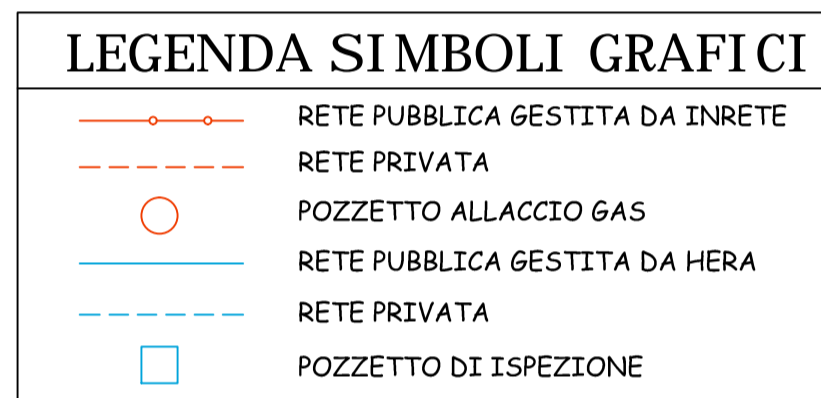 LEGENDA SIMBOLI GRAFICI
RETE PUBBLICA GESTITA DA INRETE
RETE PRIVATA
POZZETTO ALLACCIO GAS
RETE PUBBLICA GESTITA DA HERA
RETE PRIVATA
POZZETTO DI ISPEZIONE